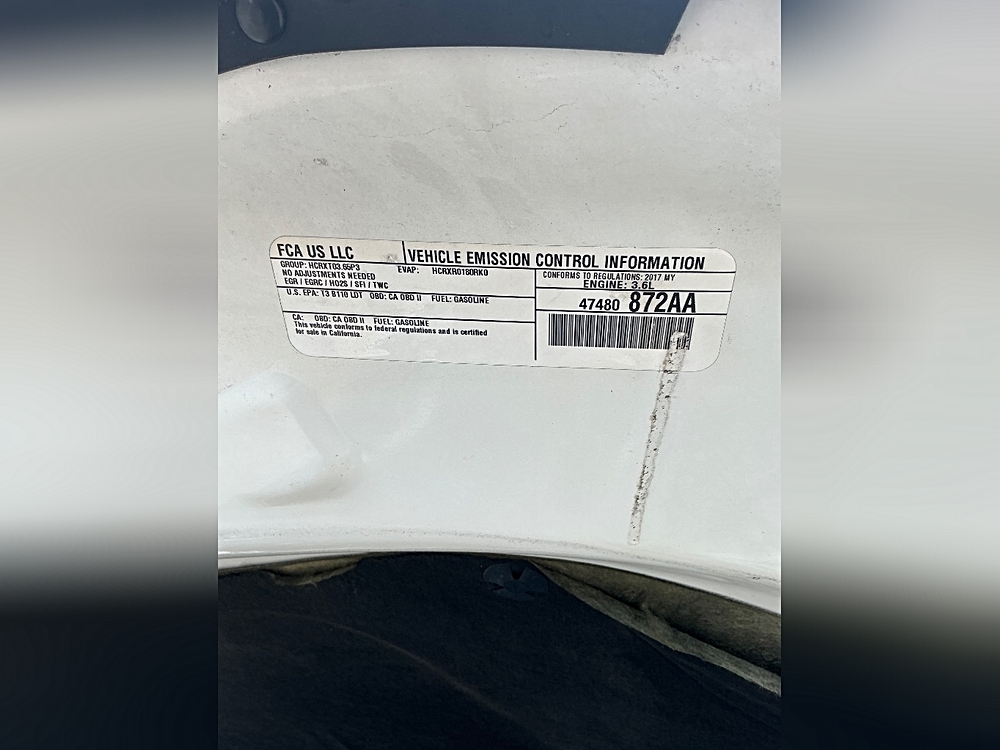 FCA US LLC
VEHICLE EMISSION CONTROL INFORMATION
GROUP: HCRXT03.65P3 EVAP: HCRXR0180RK0
NO ADJUSTMENTS NEEDED
EGR / EGRC / HO2S / SFI / TWC
U.S. EPA: T3 B110 LDT OBD: CA OBD II FUEL: GASOLINE
CA: OBD: CA OBD II FUEL: GASOLINE
This vehicle conforms to federal regulations and is certified
for sale in California.
CONFORMS TO REGULATIONS: 2017 MY
ENGINE: 3.6L
47480 872AA